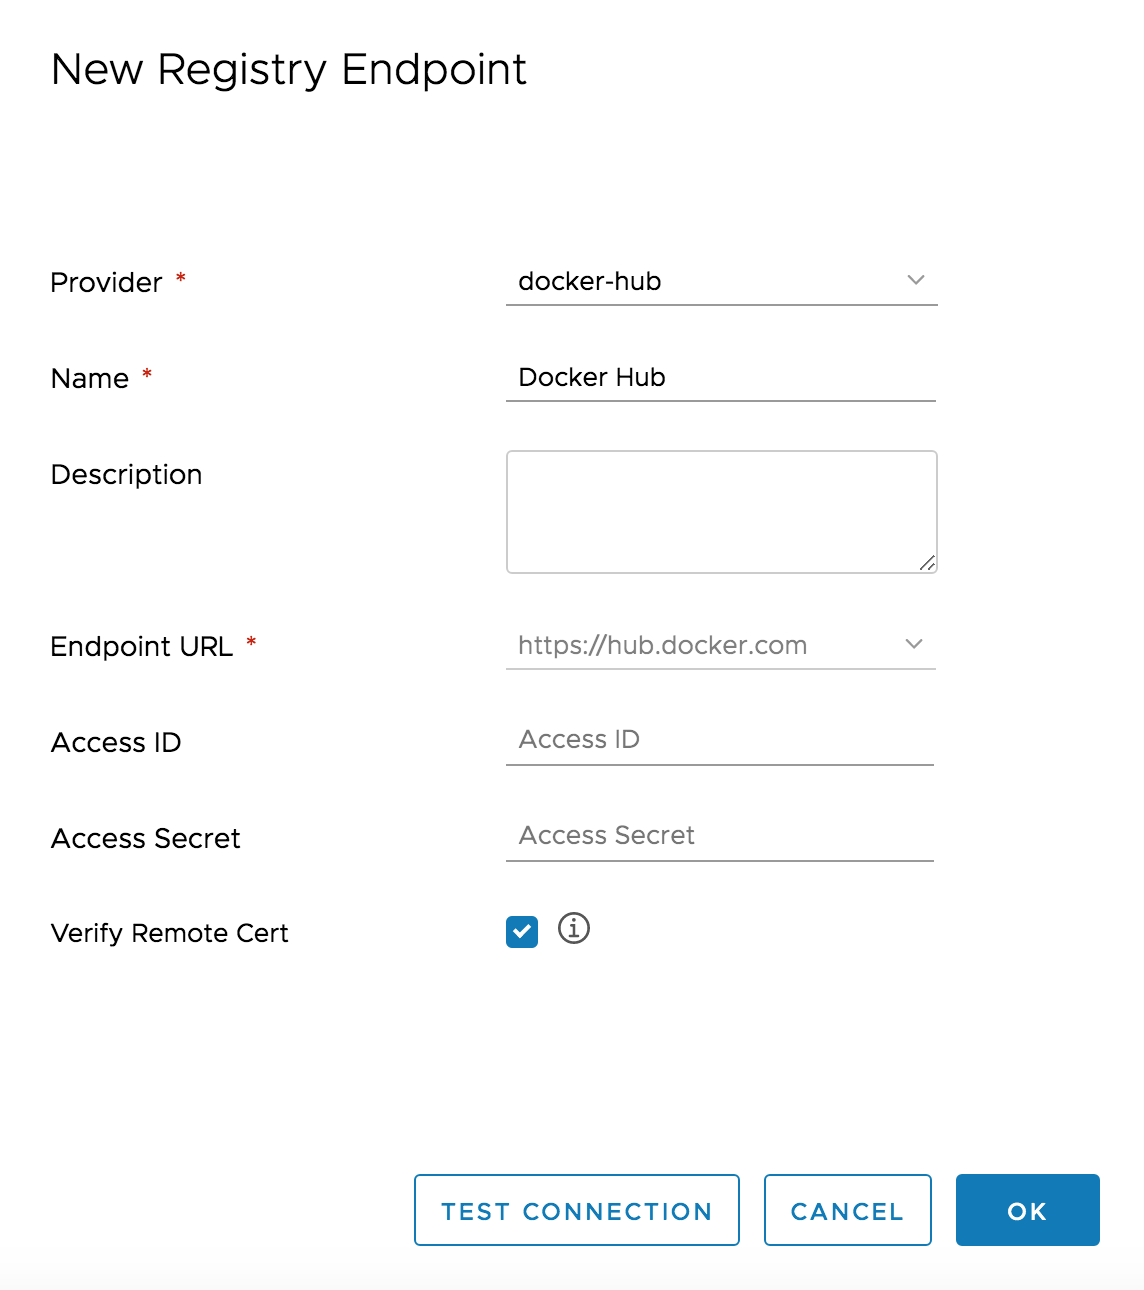 New Registry Endpoint
Provider *
docker-hub
Name *
Docker Hub
Description
Endpoint URL *
https://hub.docker.com
Access ID
Access ID
Access Secret
Access Secret
Verify Remote Cert
TEST CONNECTION
CANCEL
OK